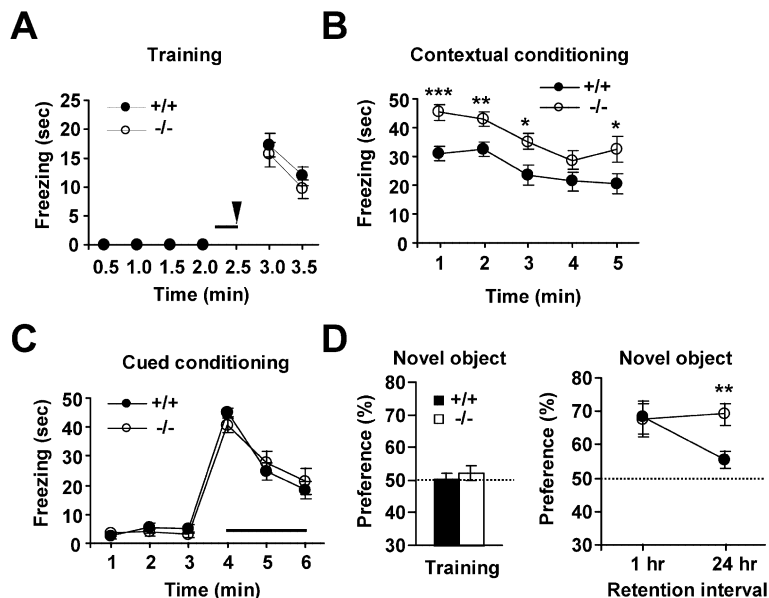 A
Training
+/+
-/-
Freezing (sec)
25
20
15
10
5
0
0.5 1.0 1.5 2.0 2.5 3.0 3.5
Time (min)
B
Contextual conditioning
+/+
-/-
*** ** * *
Freezing (sec)
50
40
30
20
10
0
1 2 3 4 5
Time (min)
C
Cued conditioning
+/+
-/-
Freezing (sec)
50
40
30
20
10
0
1 2 3 4 5 6
Time (min)
D
Novel object
+/+
-/-
Preference (%)
80
70
60
50
40
30
Training
Novel object
**
Preference (%)
80
70
60
50
40
30
1 hr 24 hr
Retention interval